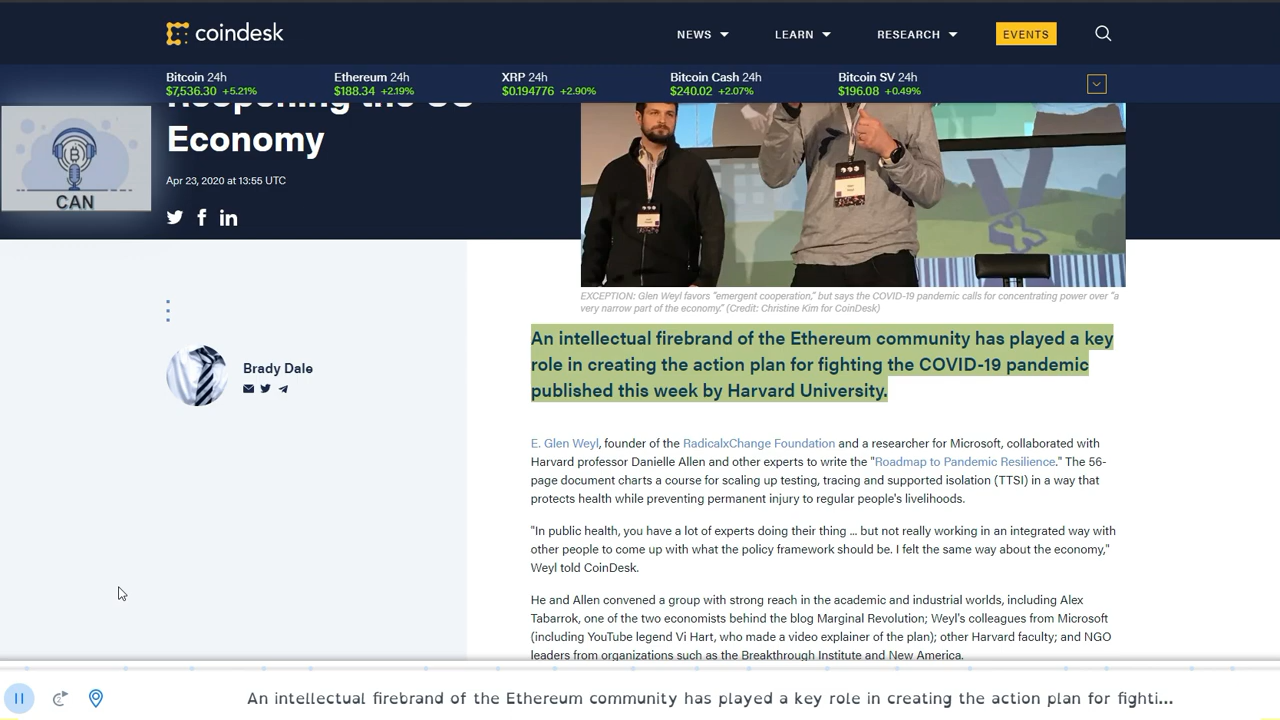 coindesk
NEWS
LEARN
RESEARCH
EVENTS
Bitcoin 24h
$7,536.30 +5.21%
Ethereum 24h
$188.34 +2.19%
XRP 24h
$0.194776 +2.90%
Bitcoin Cash 24h
$240.02 +2.07%
Bitcoin SV 24h
$196.08 +0.49%
Reopening the US
Economy
CAN
Apr 23, 2020 at 13:55 UTC
EXCEPTION: Glen Weyl favors "emergent cooperation," but says the COVID-19 pandemic calls for concentrating power over "a
very narrow part of the economy." (Credit: Christine Kim for CoinDesk)
Brady Dale
An intellectual firebrand of the Ethereum community has played a key
role in creating the action plan for fighting the COVID-19 pandemic
published this week by Harvard University.
E. Glen Weyl, founder of the RadicalxChange Foundation and a researcher for Microsoft, collaborated with
Harvard professor Danielle Allen and other experts to write the "Roadmap to Pandemic Resilience." The 56-
page document charts a course for scaling up testing, tracing and supported isolation (TTSI) in a way that
protects health while preventing permanent injury to regular people's livelihoods.
"In public health, you have a lot of experts doing their thing ... but not really working in an integrated way with
other people to come up with what the policy framework should be. I felt the same way about the economy,"
Weyl told CoinDesk.
He and Allen convened a group with strong reach in the academic and industrial worlds, including Alex
Tabarrok, one of the two economists behind the blog Marginal Revolution; Weyl's colleagues from Microsoft
(including YouTube legend Vi Hart, who made a video explainer of the plan); other Harvard faculty; and NGO
leaders from organizations such as the Breakthrough Institute and New America.
An intellectual firebrand of the Ethereum community has played a key role in creating the action plan for fighti...